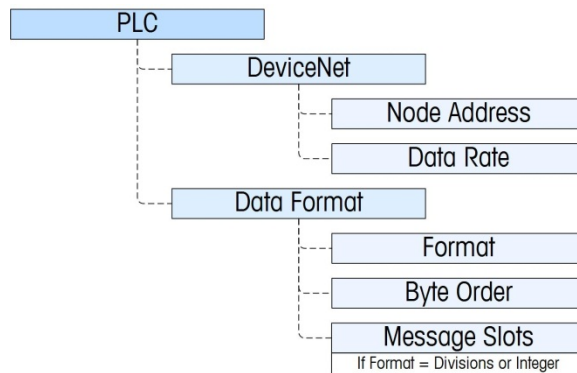 PLC
DeviceNet
Node Address
Data Rate
Data Format
Format
Byte Order
Message Slots
If Format = Divisions or Integer